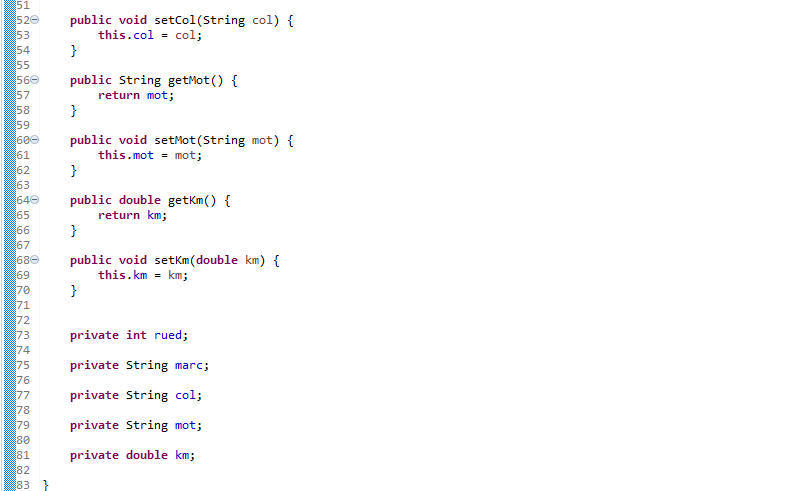 51
52 public void setCol(String col) {
53 this.col = col;
54 }
55
56 public String getMot() {
57 return mot;
58 }
59
60 public void setMot(String mot) {
61 this.mot = mot;
62 }
63
64 public double getKm() {
65 return km;
66 }
67
68 public void setKm(double km) {
69 this.km = km;
70 }
71
72
73 private int rued;
74
75 private String marc;
76
77 private String col;
78
79 private String mot;
80
81 private double km;
82
83 }